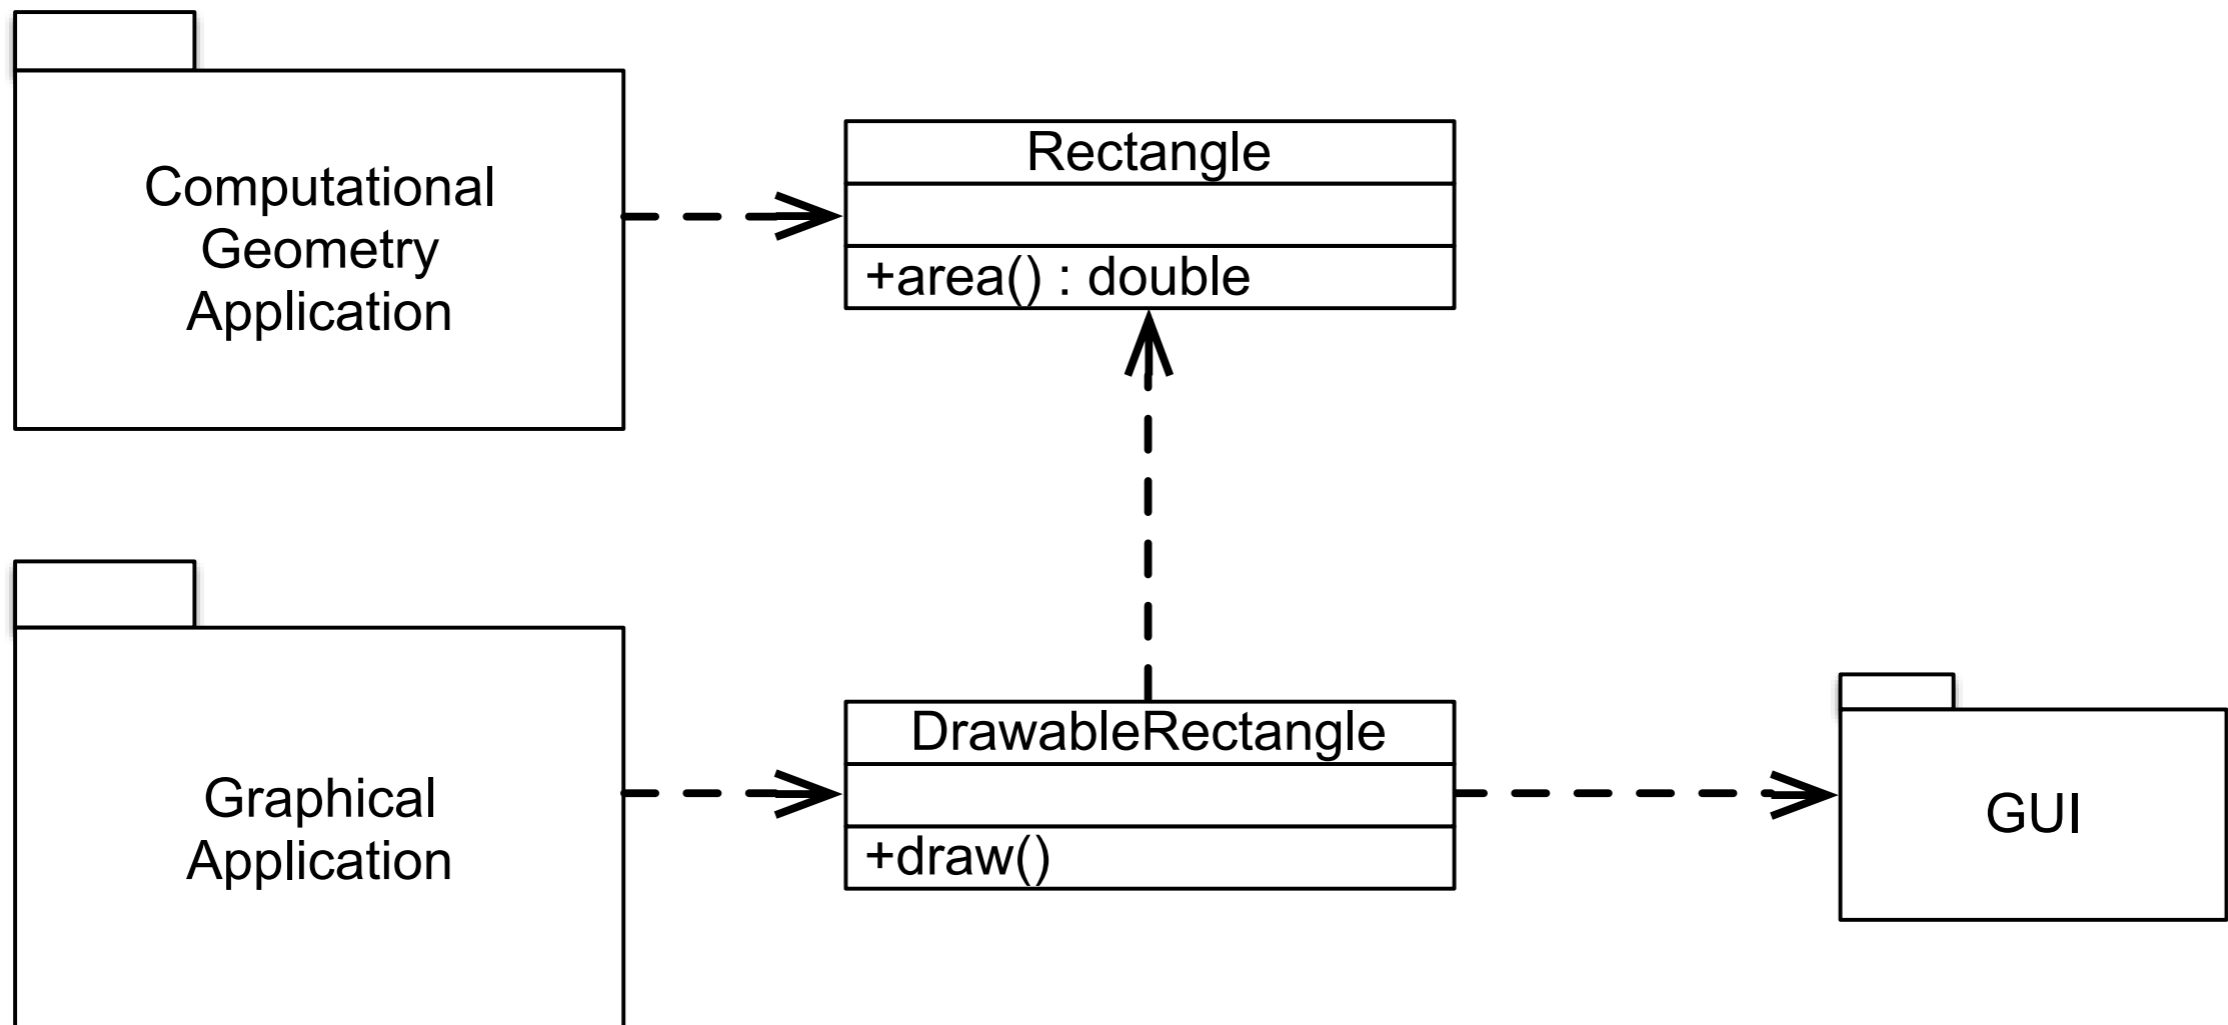 Computational
Geometry
Application
Rectangle
+area() : double
Graphical
Application
DrawableRectangle
+draw()
GUI